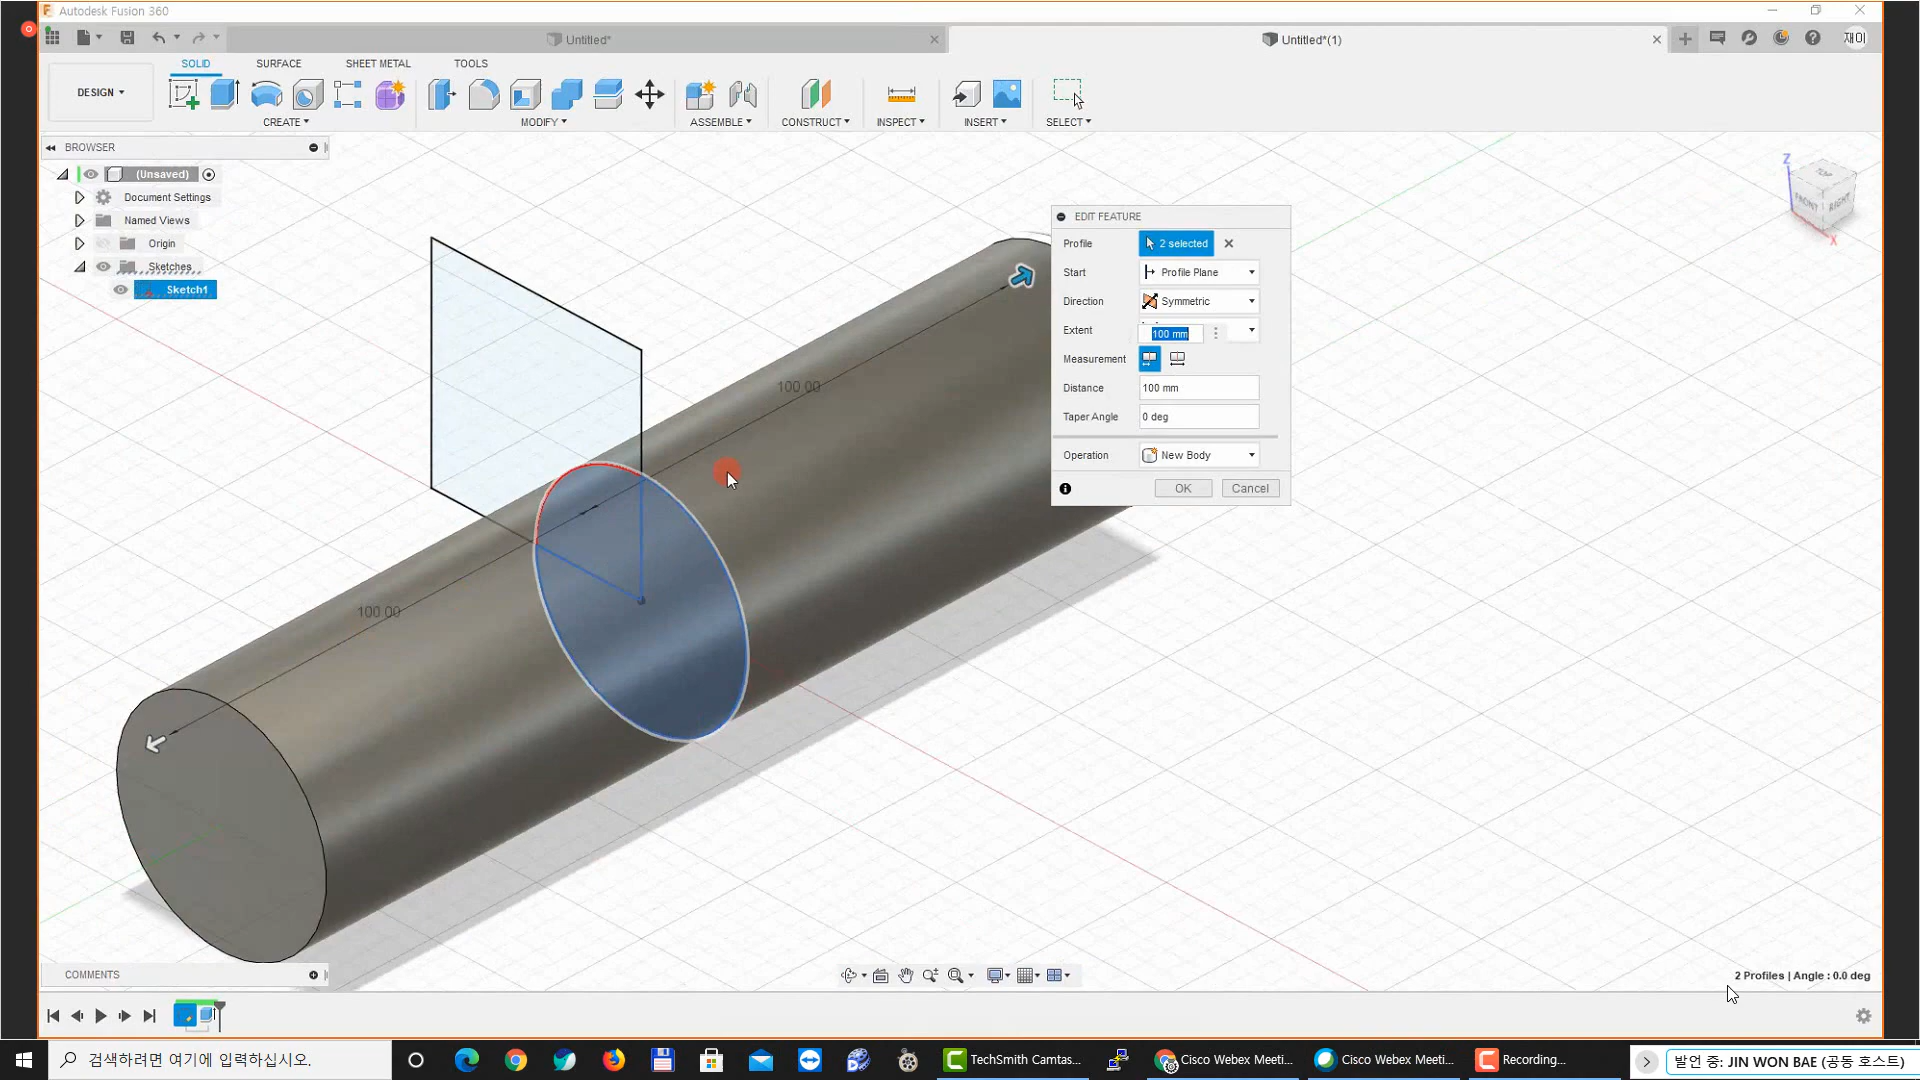 Autodesk Fusion 360
Untitled*
Untitled*(1)
재이
SOLID
SURFACE
SHEET METAL
TOOLS
DESIGN
CREATE
MODIFY
ASSEMBLE
CONSTRUCT
INSPECT
INSERT
SELECT
BROWSER
(Unsaved)
Document Settings
Named Views
Origin
Sketches
Sketch1
Z
TOP
FRONT
RIGHT
X
EDIT FEATURE
Profile
2 selected
Start
Profile Plane
Direction
Symmetric
Extent
100 mm
Measurement
Distance
100 mm
Taper Angle
0 deg
Operation
New Body
OK
Cancel
100.00
100.00
COMMENTS
2 Profiles | Angle : 0.0 deg
검색하려면 여기에 입력하십시오.
TechSmith Camtas...
Cisco Webex Meeti...
Cisco Webex Meeti...
Recording...
발언 중: JIN WON BAE (공동 호스트)